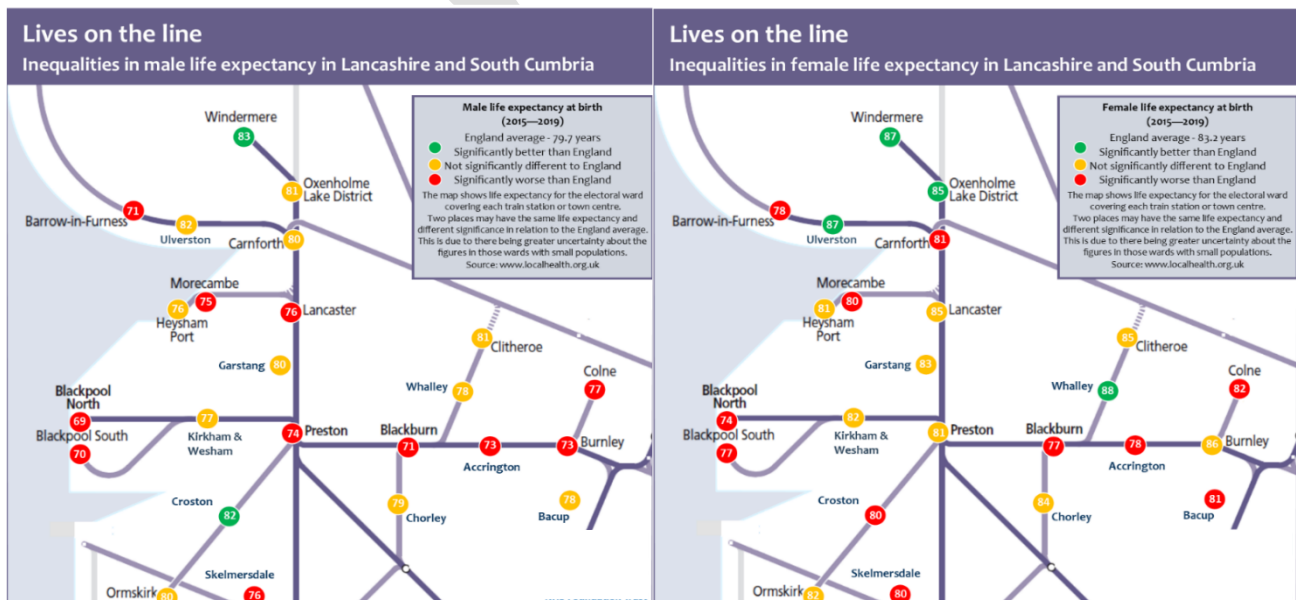 Lives on the line
Inequalities in male life expectancy in Lancashire and South Cumbria
Male life expectancy at birth
(2015—2019)
England average - 79.7 years
Significantly better than England
Not significantly different to England
Significantly worse than England
The map shows life expectancy for the electoral ward
covering each train station or town centre.
Two places may have the same life expectancy and
different significance in relation to the England average.
This is due to there being greater uncertainty about the
figures in those wards with small populations.
Source: www.localhealth.org.uk
Windermere
83
81
Oxenholme
Lake District
71
Barrow-in-Furness
82
Ulverston
Carnforth
80
Morecambe
75
76
Heysham
Port
76
Lancaster
Garstang
80
81
Clitheroe
Whalley
78
Colne
77
Blackpool
North
69
Blackpool South
70
77
Kirkham &
Wesham
74
Preston
Blackburn
71
73
Accrington
73
Burnley
Croston
82
79
Chorley
78
Bacup
Skelmersdale
76
Ormskirk
80
Lives on the line
Inequalities in female life expectancy in Lancashire and South Cumbria
Female life expectancy at birth
(2015—2019)
England average - 83.2 years
Significantly better than England
Not significantly different to England
Significantly worse than England
The map shows life expectancy for the electoral ward
covering each train station or town centre.
Two places may have the same life expectancy and
different significance in relation to the England average.
This is due to there being greater uncertainty about the
figures in those wards with small populations.
Source: www.localhealth.org.uk
Windermere
87
85
Oxenholme
Lake District
78
Barrow-in-Furness
87
Ulverston
Carnforth
81
Morecambe
80
81
Heysham
Port
85
Lancaster
Garstang
83
85
Clitheroe
Whalley
88
Colne
82
Blackpool
North
74
Blackpool South
77
82
Kirkham &
Wesham
81
Preston
Blackburn
77
78
Accrington
86
Burnley
Croston
80
84
Chorley
81
Bacup
Skelmersdale
80
Ormskirk
82